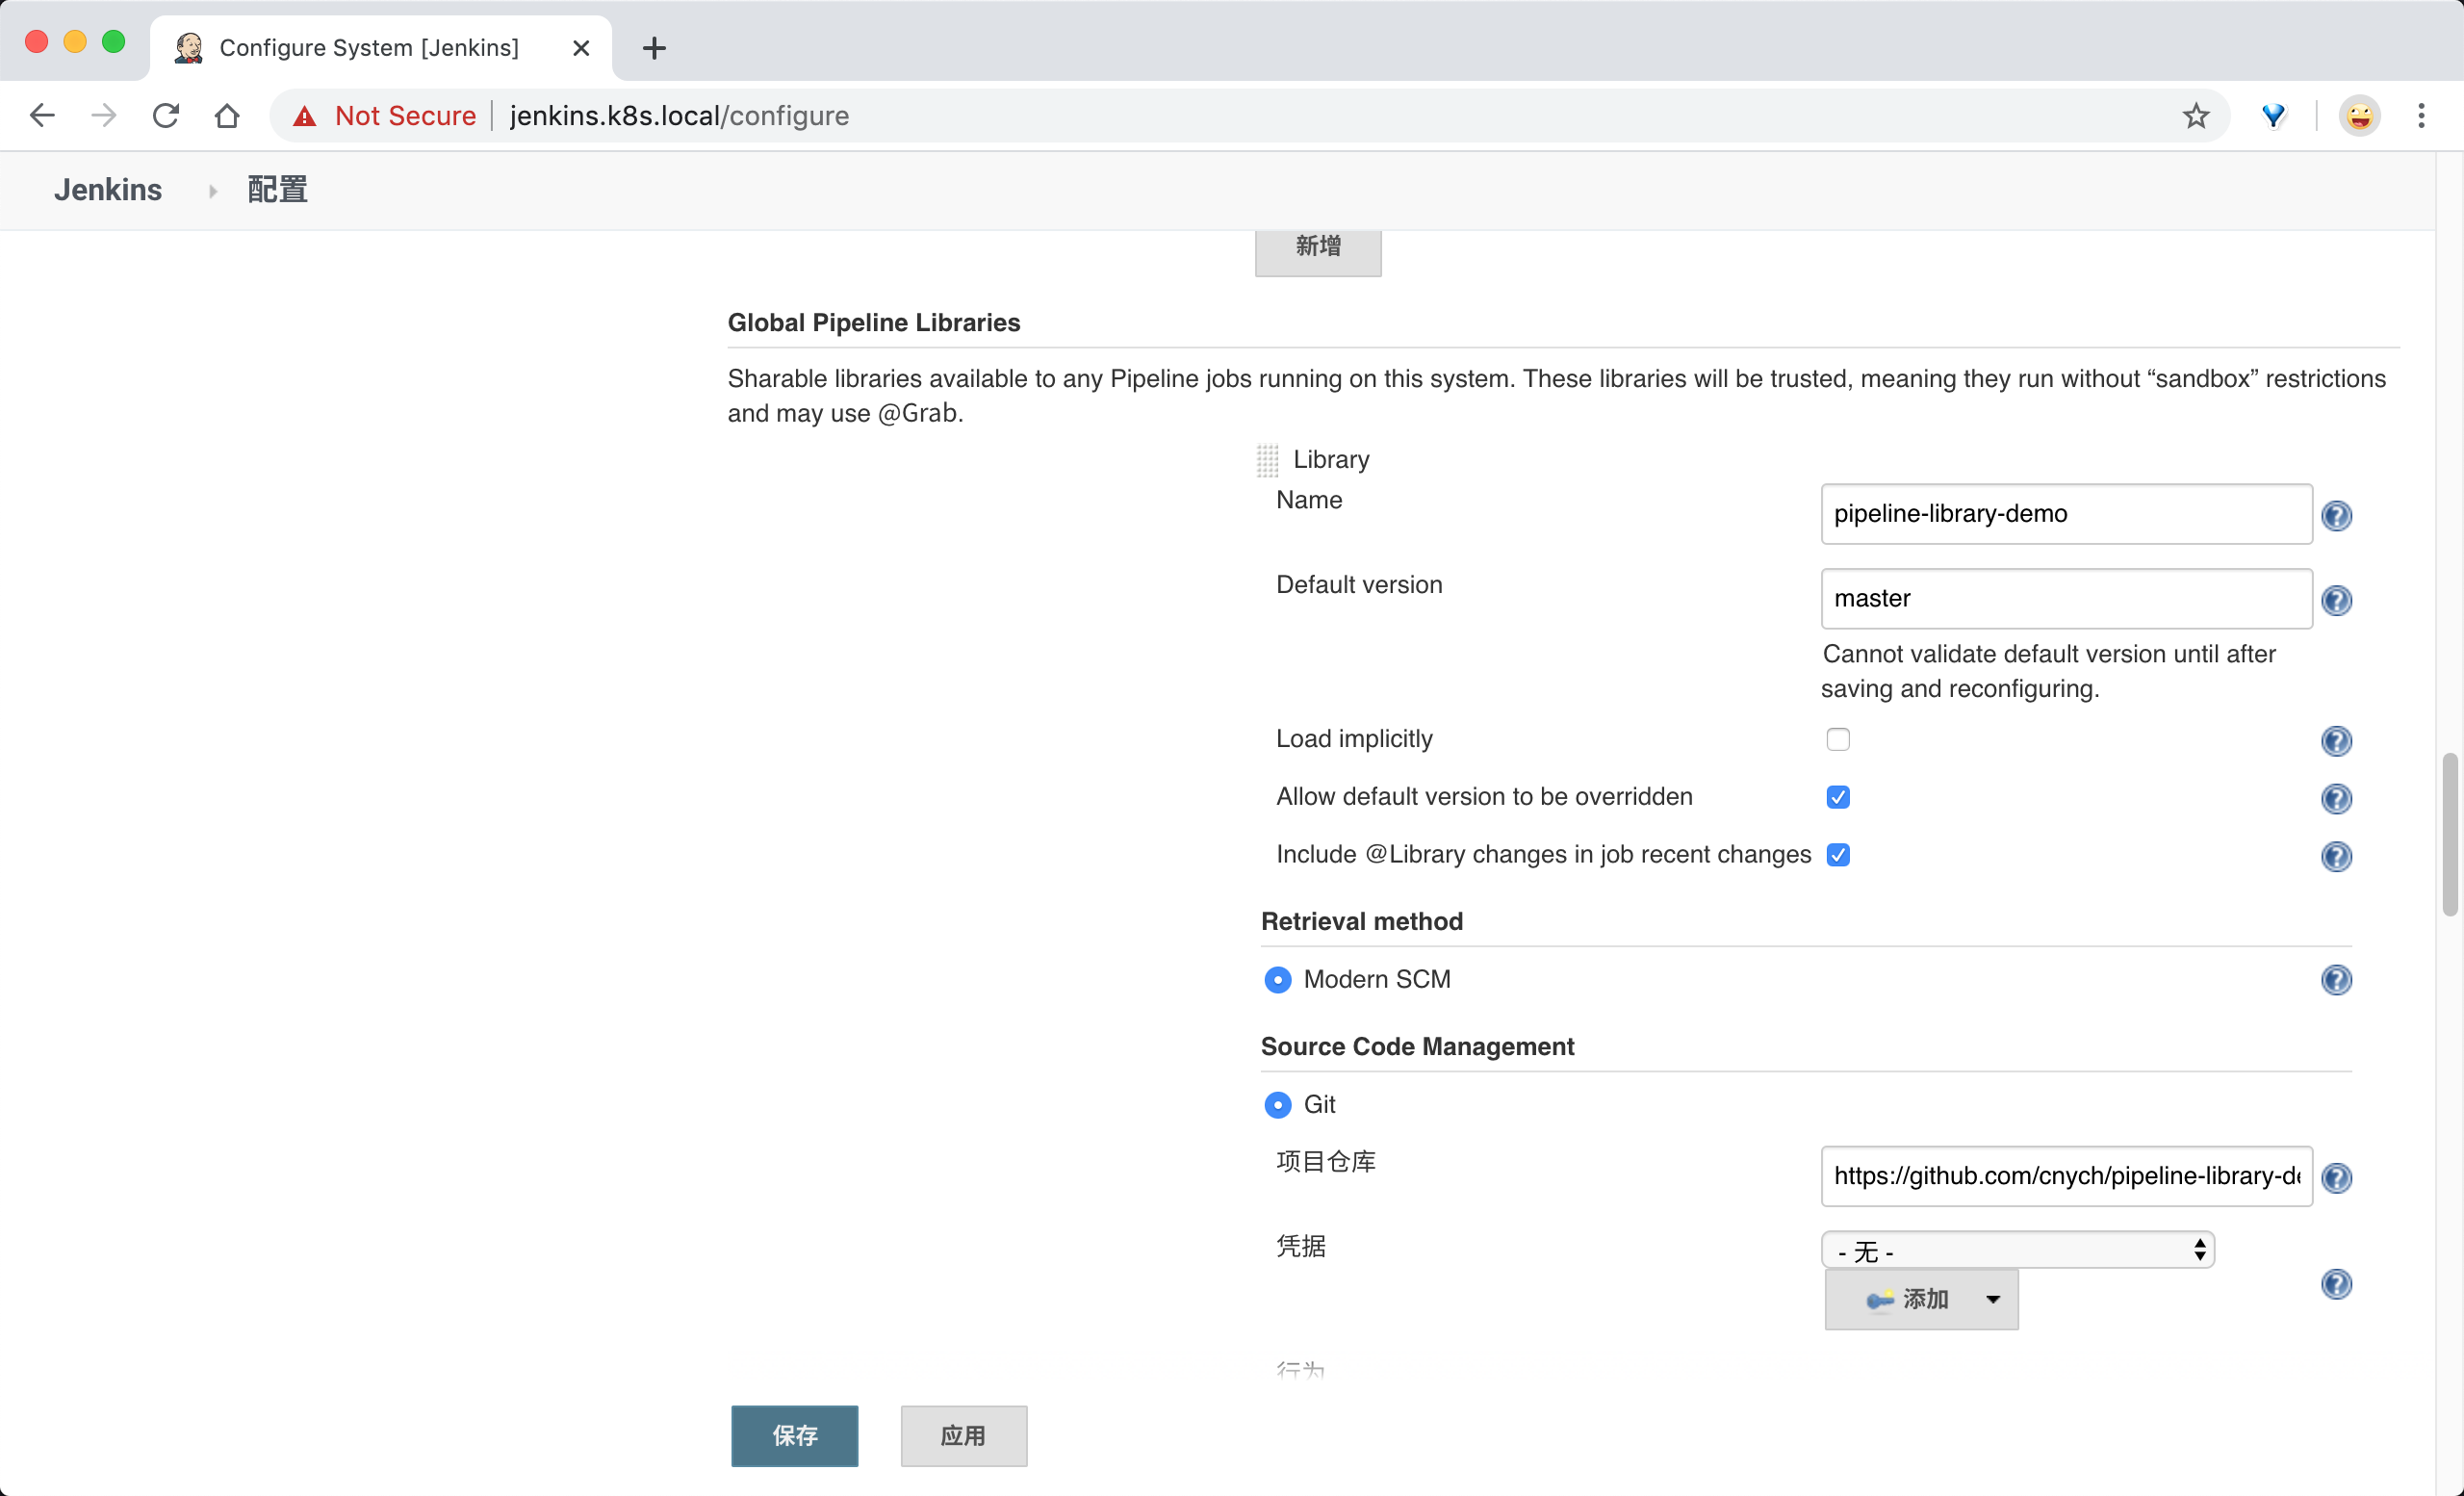 Configure System [Jenkins]
Not Secure
jenkins.k8s.local/configure
Jenkins
配置
新增
Global Pipeline Libraries
Sharable libraries available to any Pipeline jobs running on this system. These libraries will be trusted, meaning they run without “sandbox” restrictions
and may use @Grab.
Library
Name
pipeline-library-demo
Default version
master
Cannot validate default version until after
saving and reconfiguring.
Load implicitly
Allow default version to be overridden
Include @Library changes in job recent changes
Retrieval method
Modern SCM
Source Code Management
Git
项目仓库
https://github.com/cnych/pipeline-library-de
凭据
- 无 -
添加
行为
保存
应用